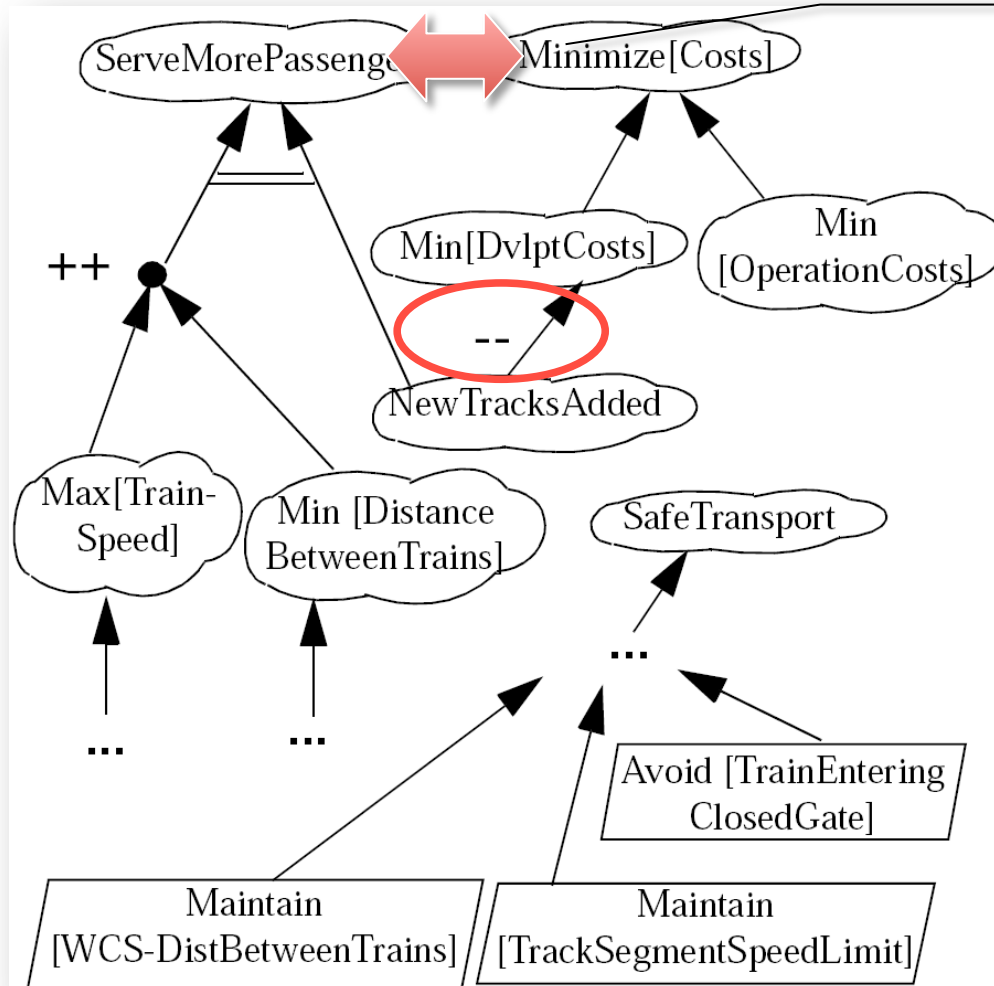 ServeMorePassenge
Minimize[Costs]
Min[DvlptCosts]
Min
[OperationCosts]
++
--
NewTracksAdded
Max[Train-
Speed]
Min [Distance
BetweenTrains]
SafeTransport
...
...
...
Avoid [TrainEntering
ClosedGate]
Maintain
[WCS-DistBetweenTrains]
Maintain
[TrackSegmentSpeedLimit]